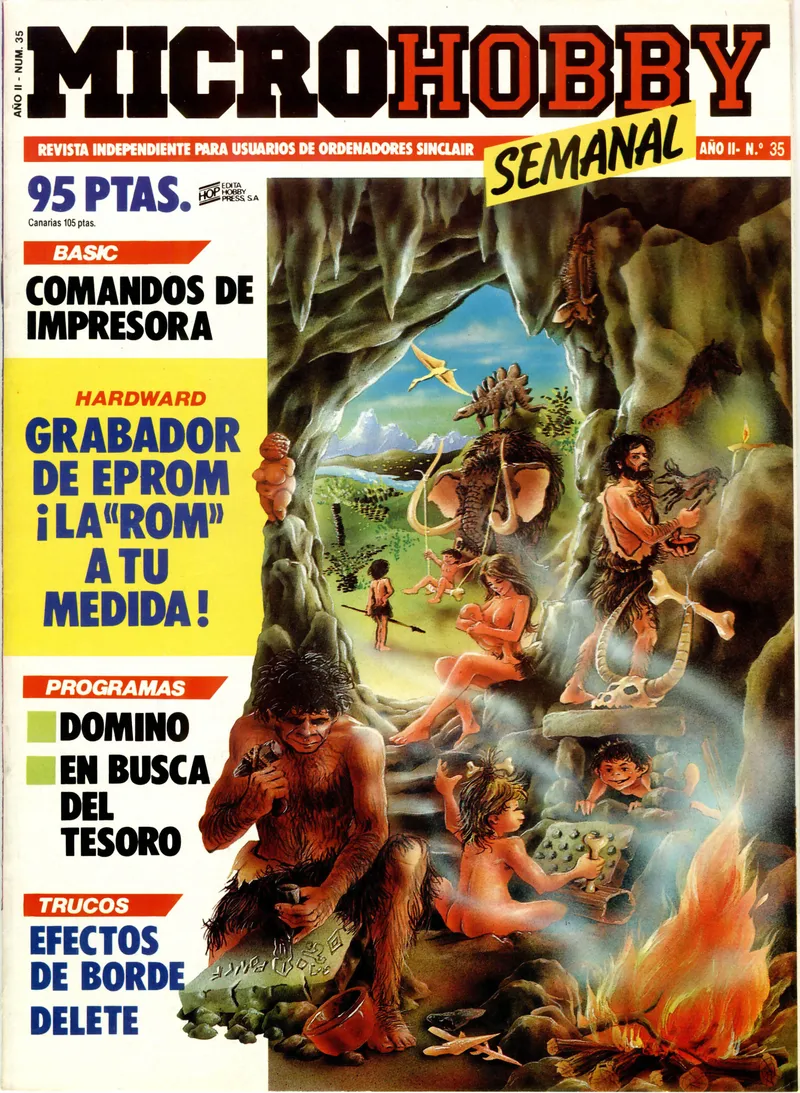 AÑO II - NUM. 35
MICROHOBBY
SEMANAL
REVISTA INDEPENDIENTE PARA USUARIOS DE ORDENADORES SINCLAIR
AÑO II- N.º 35
95 PTAS.
HOP
EDITA
HOBBY
PRESS, S.A
Canarias 105 ptas.
BASIC
COMANDOS DE
IMPRESORA
HARDWARD
GRABADOR
DE EPROM
¡LA “ROM”
A TU
MEDIDA!
PROGRAMAS
DOMINO
EN BUSCA
DEL
TESORO
TRUCOS
EFECTOS
DE BORDE
DELETE